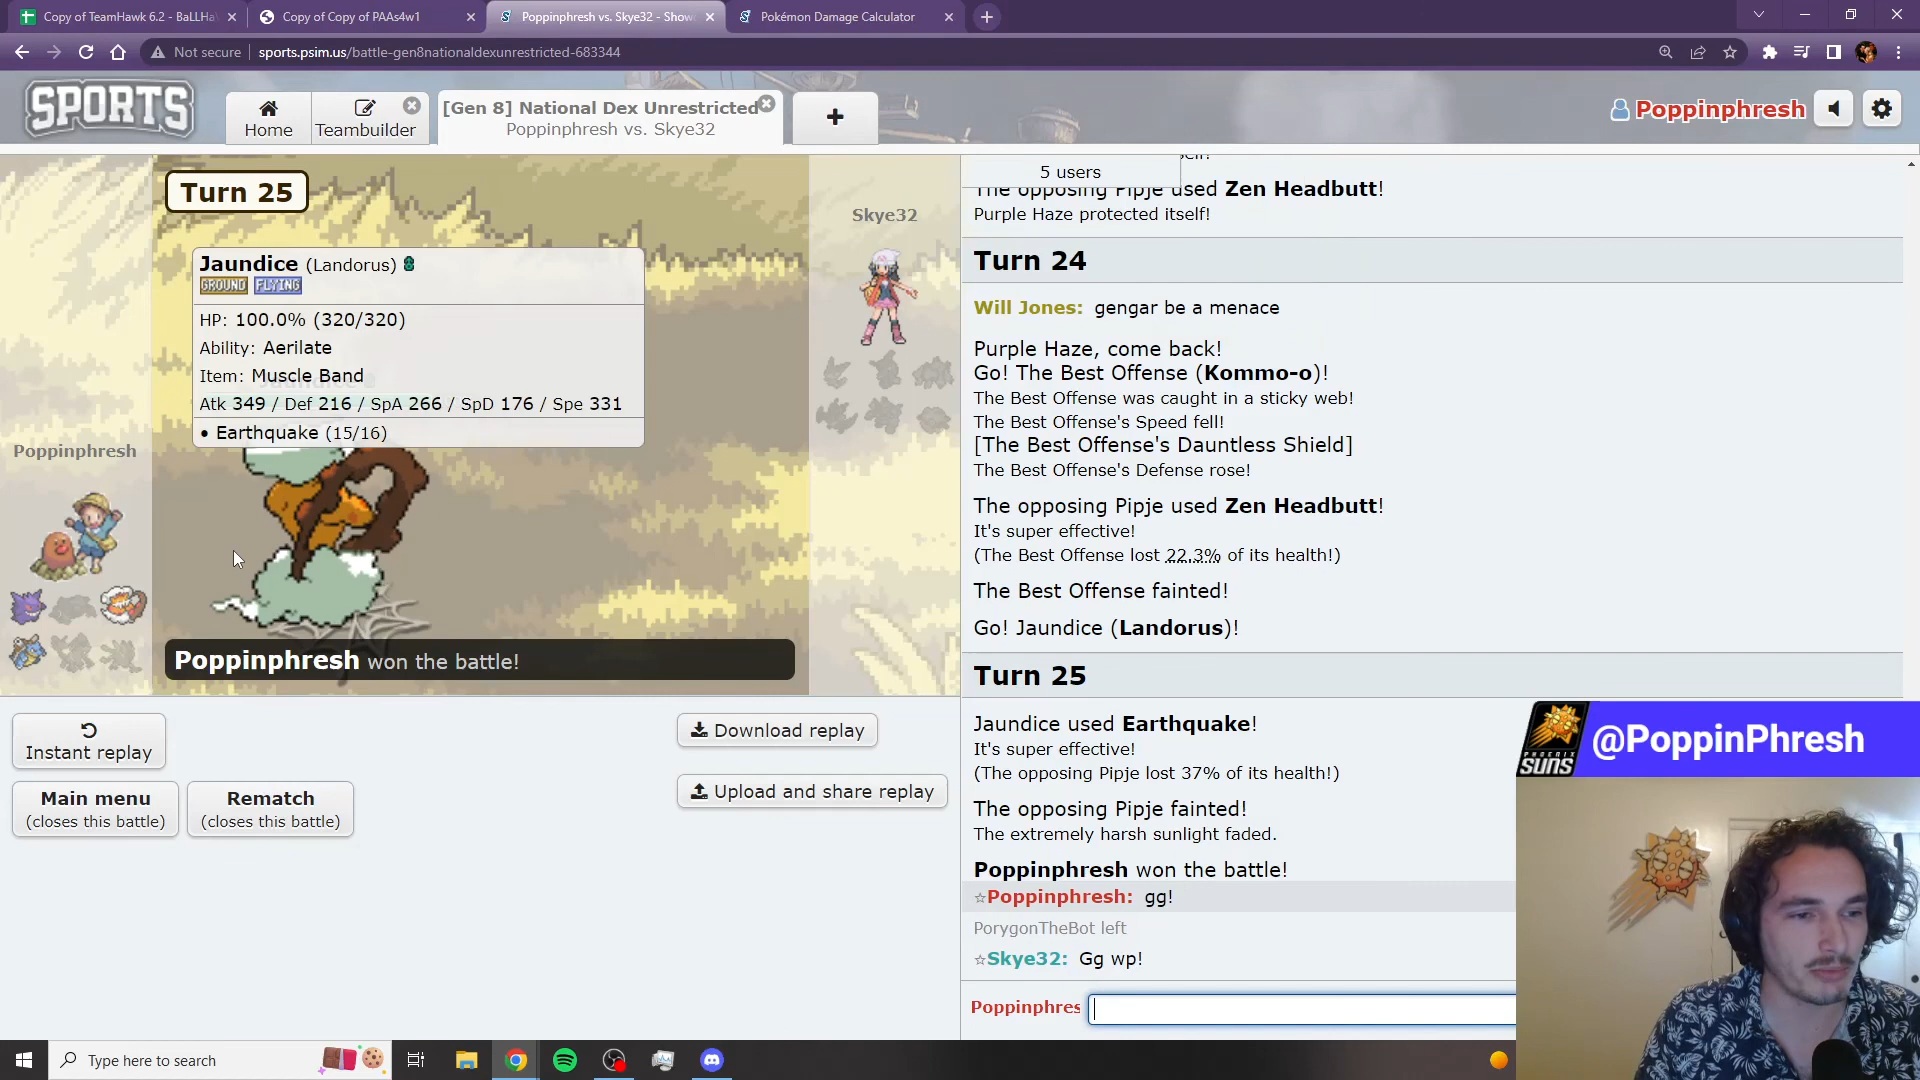 Copy of TeamHawk 6.2 - BaLLHa
Copy of Copy of PAAs4w1
Poppinphresh vs. Skye32 - Show
Pokémon Damage Calculator
Not secure
sports.psim.us/battle-gen8nationaldexunrestricted-683344
SPORTS
Home
Teambuilder
[Gen 8] National Dex Unrestricted
Poppinphresh vs. Skye32
Poppinphresh
Turn 25
Skye32
Poppinphresh
Jaundice (Landorus)
GROUND FLYING
HP: 100.0% (320/320)
Ability: Aerilate
Item: Muscle Band
Atk 349 / Def 216 / SpA 266 / SpD 176 / Spe 331
• Earthquake (15/16)
Poppinphresh won the battle!
Instant replay
Download replay
Upload and share replay
Main menu
(closes this battle)
Rematch
(closes this battle)
5 users
The opposing Pipje used Zen Headbutt!
Purple Haze protected itself!
Turn 24
Will Jones: gengar be a menace
Purple Haze, come back!
Go! The Best Offense (Kommo-o)!
The Best Offense was caught in a sticky web!
The Best Offense's Speed fell!
[The Best Offense's Dauntless Shield]
The Best Offense's Defense rose!
The opposing Pipje used Zen Headbutt!
It's super effective!
(The Best Offense lost 22.3% of its health!)
The Best Offense fainted!
Go! Jaundice (Landorus)!
Turn 25
Jaundice used Earthquake!
It's super effective!
(The opposing Pipje lost 37% of its health!)
The opposing Pipje fainted!
The extremely harsh sunlight faded.
Poppinphresh won the battle!
☆Poppinphresh: gg!
PorygonTheBot left
☆Skye32: Gg wp!
Poppinphres
PHOENIX
SUNS
@PoppinPhresh
Type here to search